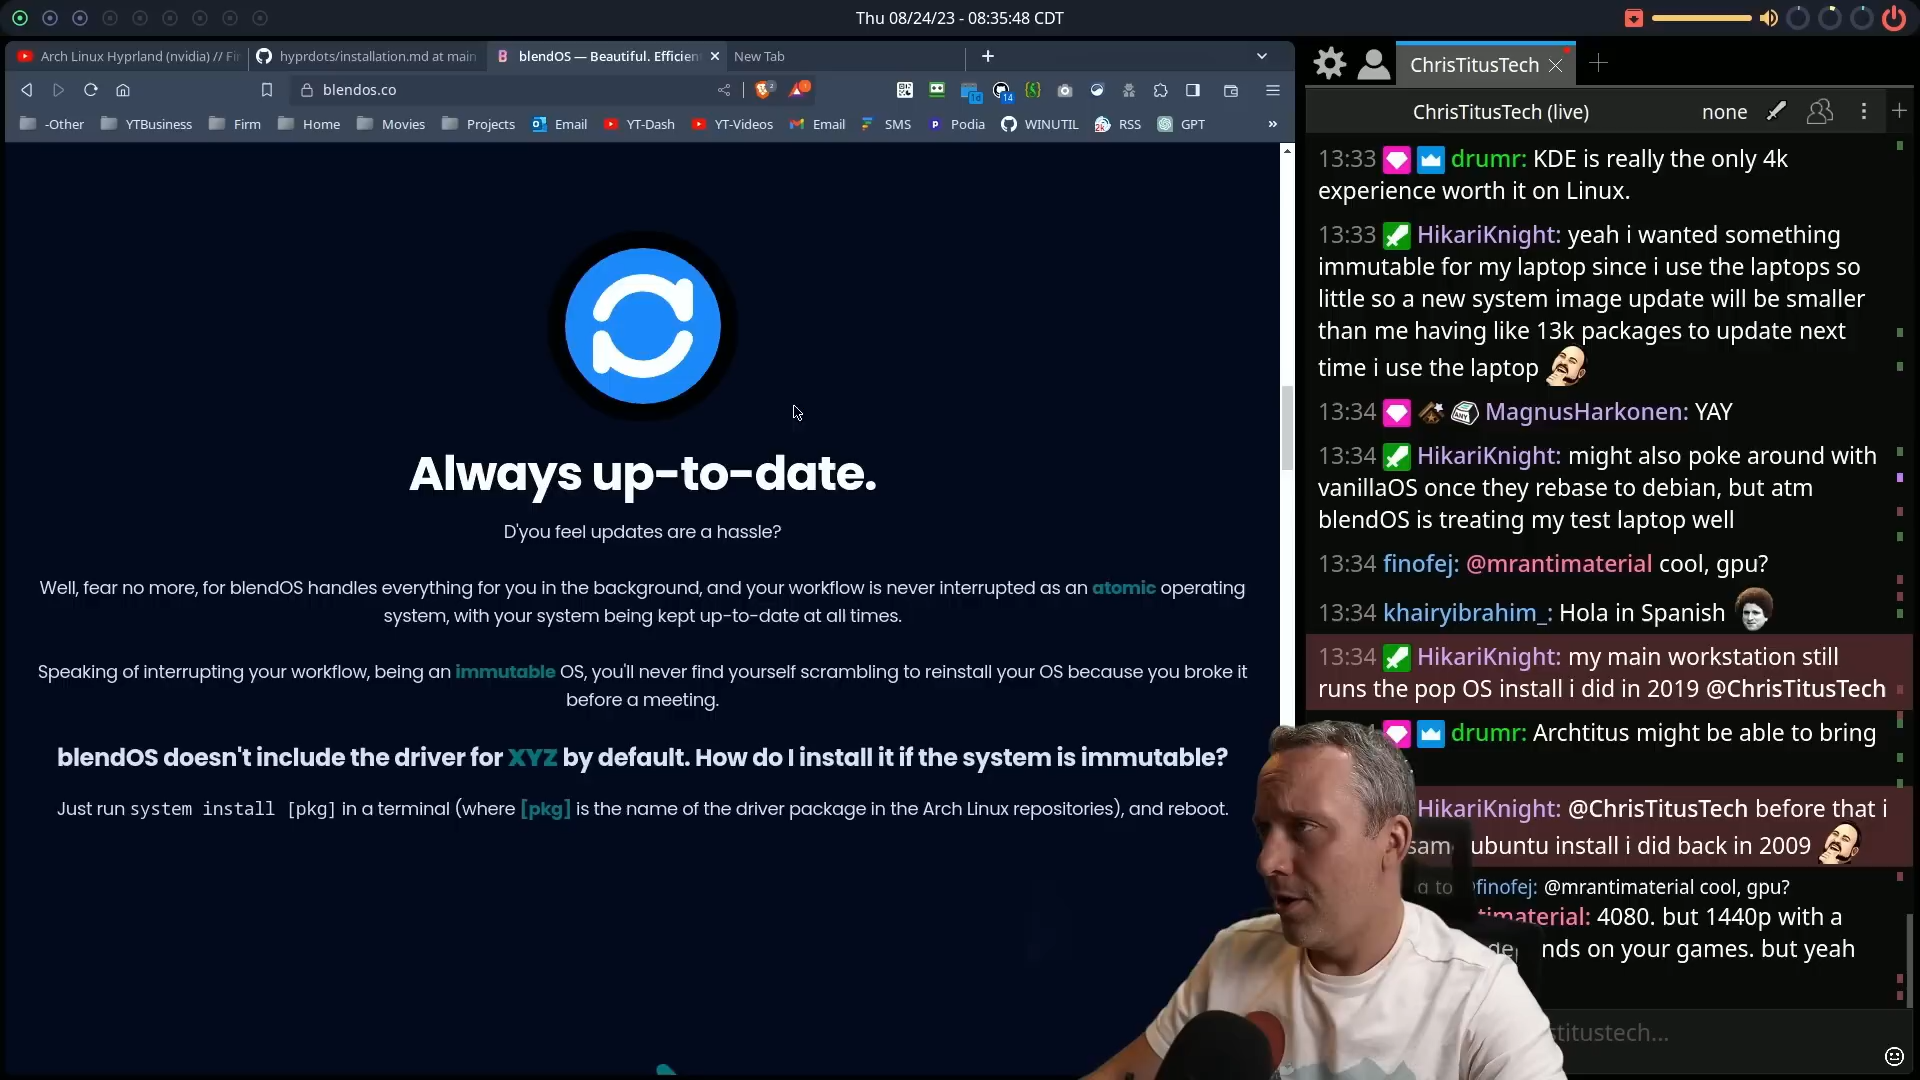 Thu 08/24/23 - 08:35:48 CDT
Arch Linux Hyprland (nvidia) // Fi
hyprdots/installation.md at main
blendOS — Beautiful. Efficien
New Tab
blendos.co
2
1d
14
-Other
YTBusiness
Firm
Home
Movies
Projects
Email
YT-Dash
YT-Videos
Email
SMS
Podia
WINUTIL
RSS
GPT
»
Always up-to-date.
D'you feel updates are a hassle?
Well, fear no more, for blendOS handles everything for you in the background, and your workflow is never interrupted as an atomic operating
system, with your system being kept up-to-date at all times.
Speaking of interrupting your workflow, being an immutable OS, you'll never find yourself scrambling to reinstall your OS because you broke it
before a meeting.
blendOS doesn't include the driver for XYZ by default. How do I install it if the system is immutable?
Just run system install [pkg] in a terminal (where [pkg] is the name of the driver package in the Arch Linux repositories), and reboot.
ChrisTitusTech
ChrisTitusTech (live)
none
13:33 drumr: KDE is really the only 4k
experience worth it on Linux.
13:33 HikariKnight: yeah i wanted something
immutable for my laptop since i use the laptops so
little so a new system image update will be smaller
than me having like 13k packages to update next
time i use the laptop
13:34 MagnusHarkonen: YAY
13:34 HikariKnight: might also poke around with
vanillaOS once they rebase to debian, but atm
blendOS is treating my test laptop well
13:34 finofej: @mrantimaterial cool, gpu?
13:34 khairyibrahim_: Hola in Spanish
13:34 HikariKnight: my main workstation still
runs the pop OS install i did in 2019 @ChrisTitusTech
drumr: Archtitus might be able to bring
HikariKnight: @ChrisTitusTech before that i
ubuntu install i did back in 2009
to finofej: @mrantimaterial cool, gpu?
timaterial: 4080. but 1440p with a
nds on your games. but yeah
stitustech...